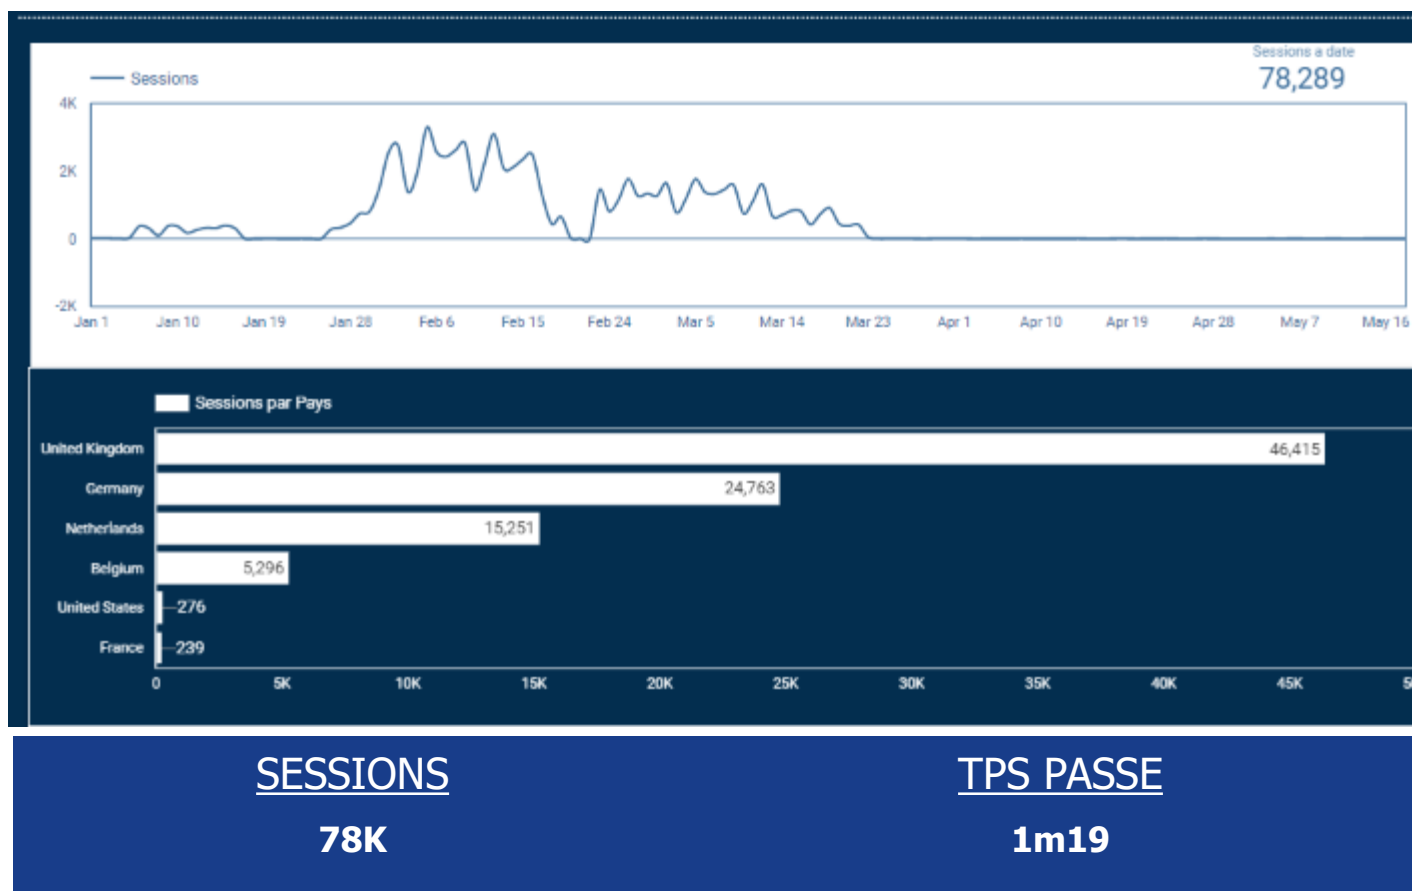 Sessions a date
78,289
Sessions
4K
2K
0
-2K
Jan 1 Jan 10 Jan 19 Jan 28 Feb 6 Feb 15 Feb 24 Mar 5 Mar 14 Mar 23 Apr 1 Apr 10 Apr 19 Apr 28 May 7 May 16
Sessions par Pays
United Kingdom 46,415
Germany 24,763
Netherlands 15,251
Belgium 5,296
United States 276
France 239
0 5K 10K 15K 20K 25K 30K 35K 40K 45K
SESSIONS TPS PASSE
78K 1m19